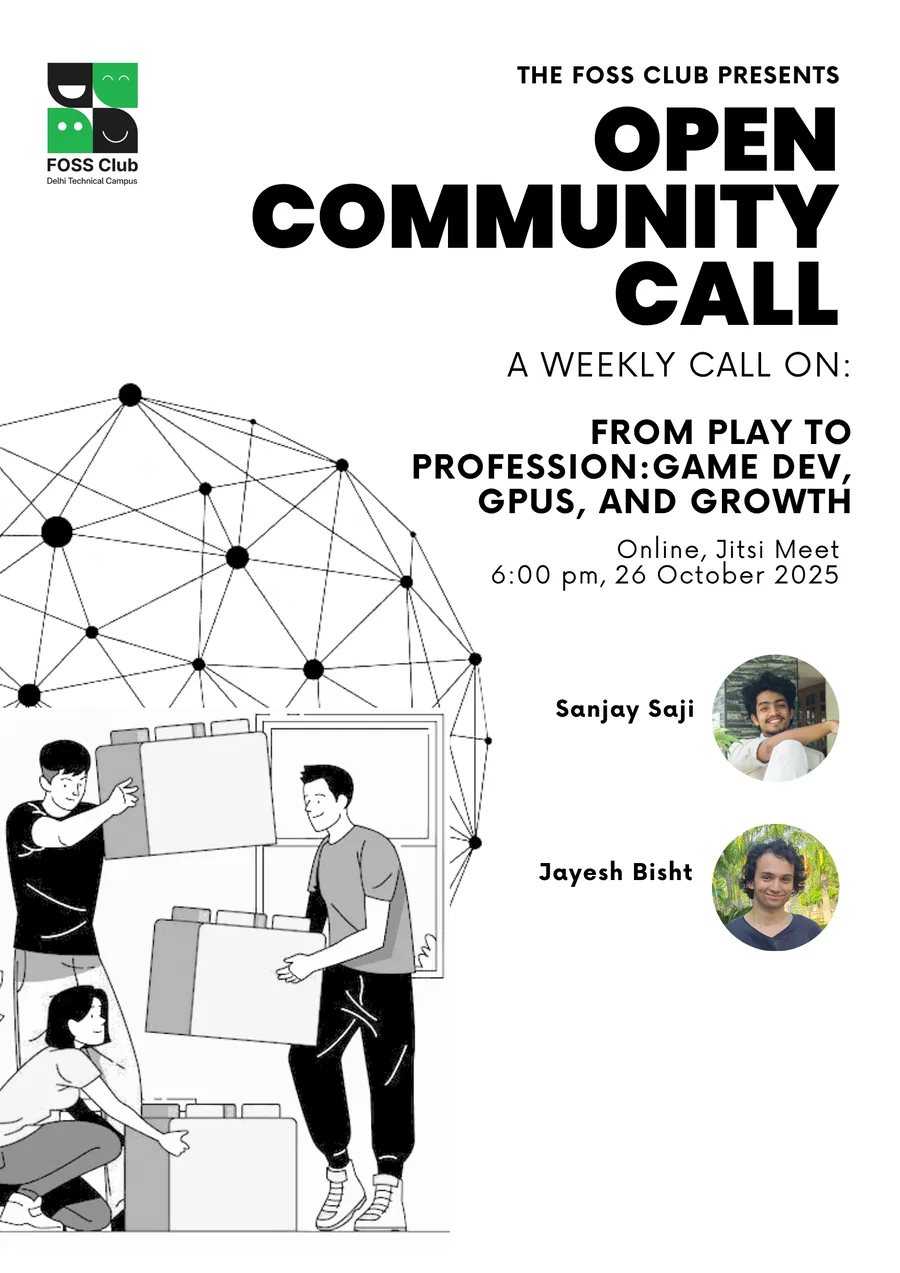 FOSS Club
Delhi Technical Campus
THE FOSS CLUB PRESENTS
OPEN
COMMUNITY
CALL
A WEEKLY CALL ON:
FROM PLAY TO
PROFESSION:GAME DEV,
GPUS, AND GROWTH
Online, Jitsi Meet
6:00 pm, 26 October 2025
Sanjay Saji
Jayesh Bisht